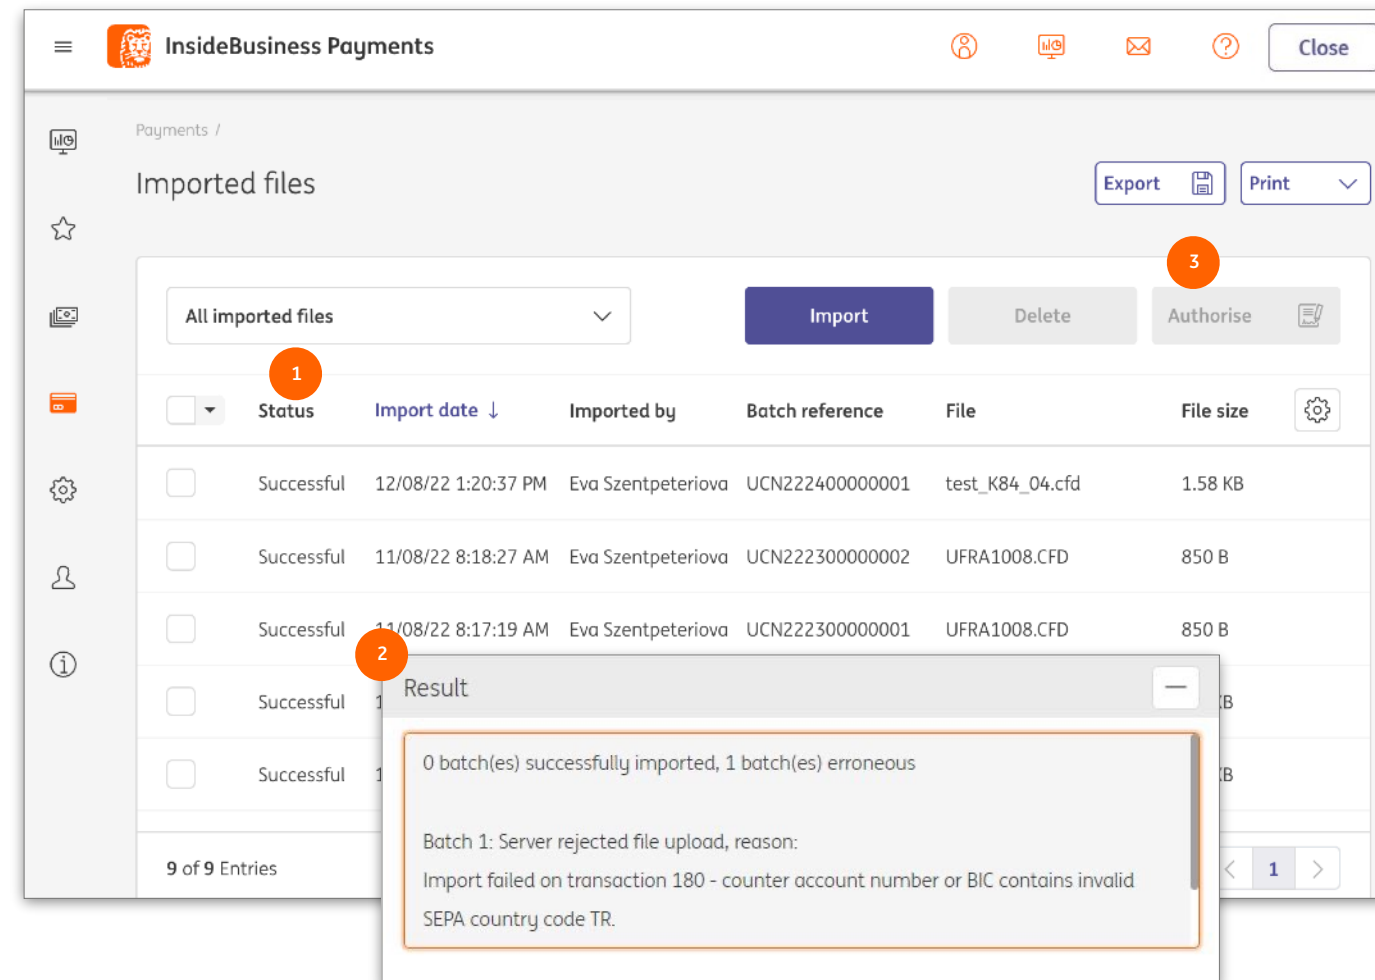 InsideBusiness Payments
Close
Payments /
Imported files
Export
Print
3
All imported files
Import
Delete
Authorise
1
Status Import date ↓ Imported by Batch reference File File size
Successful 12/08/22 1:20:37 PM Eva Szentpeteriova UCN222400000001 test_K84_04.cfd 1.58 KB
Successful 11/08/22 8:18:27 AM Eva Szentpeteriova UCN222300000002 UFRA1008.CFD 850 B
Successful 11/08/22 8:17:19 AM Eva Szentpeteriova UCN222300000001 UFRA1008.CFD 850 B
2
Result
Successful
Successful
0 batch(es) successfully imported, 1 batch(es) erroneous
Batch 1: Server rejected file upload, reason:
Import failed on transaction 180 - counter account number or BIC contains invalid
SEPA country code TR.
9 of 9 Entries
< 1 >